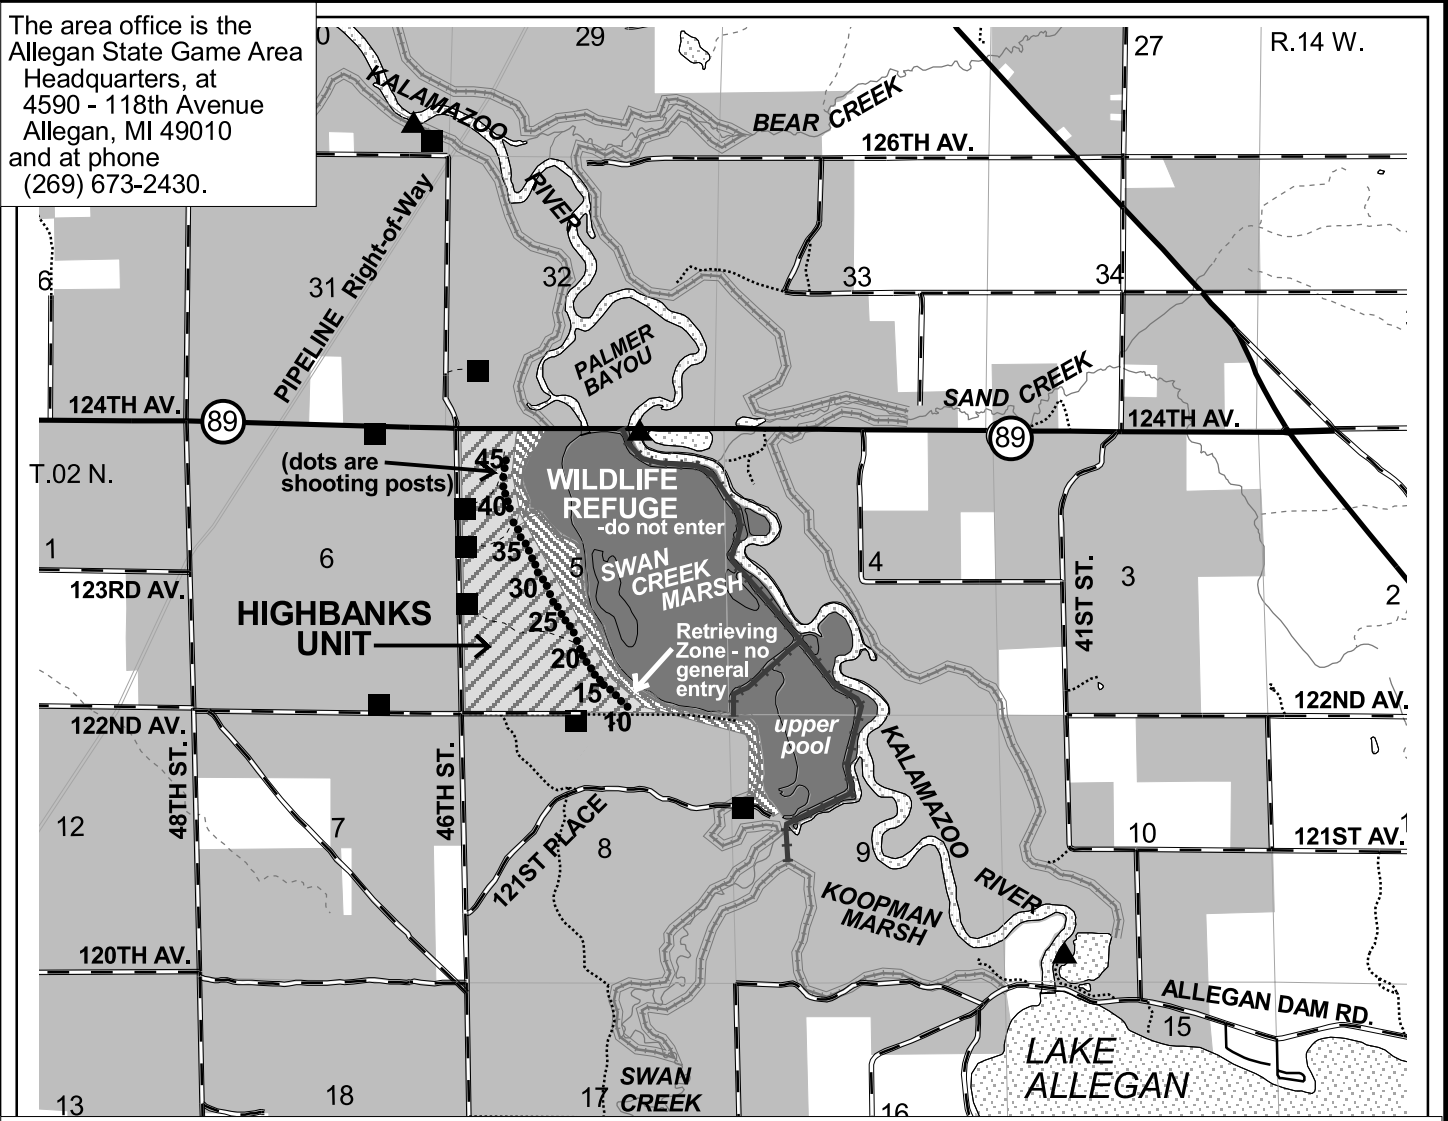 The area office is the
Allegan State Game Area
Headquarters, at
4590 - 118th Avenue
Allegan, MI 49010
and at phone
(269) 673-2430.
29
27
R.14 W.
KALAMAZOO
RIVER
BEAR CREEK
126TH AV.
PIPELINE Right-of-Way
31
32
33
34
6
PALMER
BAYOU
SAND CREEK
124TH AV.
89
89
124TH AV.
T.02 N.
(dots are
shooting posts)
45
40
35
30
25
20
15
10
WILDLIFE
REFUGE
-do not enter
SWAN
CREEK
MARSH
5
4
3
2
1
6
123RD AV.
HIGHBANKS
UNIT
Retrieving
Zone - no
general
entry
41ST ST.
122ND AV.
122ND AV.
upper
pool
48TH ST.
46TH ST.
KALAMAZOO
RIVER
12
7
8
9
10
121ST PLACE
121ST AV.
KOOPMAN
MARSH
120TH AV.
ALLEGAN DAM RD.
15
LAKE
ALLEGAN
13
18
17
SWAN
CREEK
16